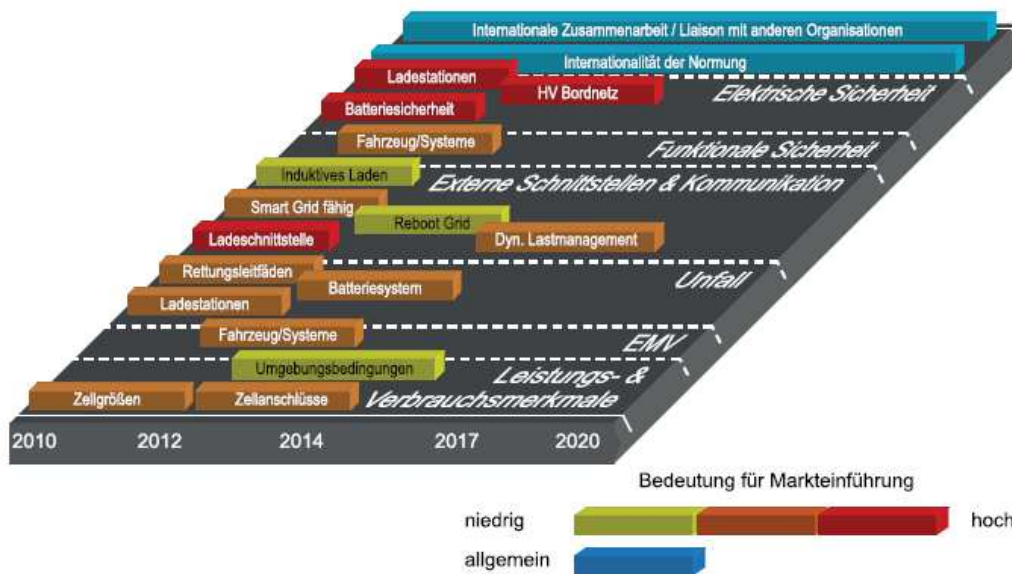 Internationale Zusammenarbeit / Liaison mit anderen Organisationen
Internationalität der Normung
Ladestationen
HV Bordnetz
Elektrische Sicherheit
Batteriesicherheit
Fahrzeug/Systeme
Funktionale Sicherheit
Induktives Laden
Externe Schnittstellen & Kommunikation
Smart Grid fähig
Reboot Grid
Ladeschnittstelle
Dyn. Lastmanagement
Rettungsleitfäden
Batteriesystem
Unfall
Ladestationen
Fahrzeug/Systeme
EMV
Umgebungsbedingungen
Leistungs- &
Verbrauchsmerkmale
Zellgrößen
Zellanschlüsse
2010 2012 2014 2017 2020
Bedeutung für Markteinführung
niedrig hoch
allgemein